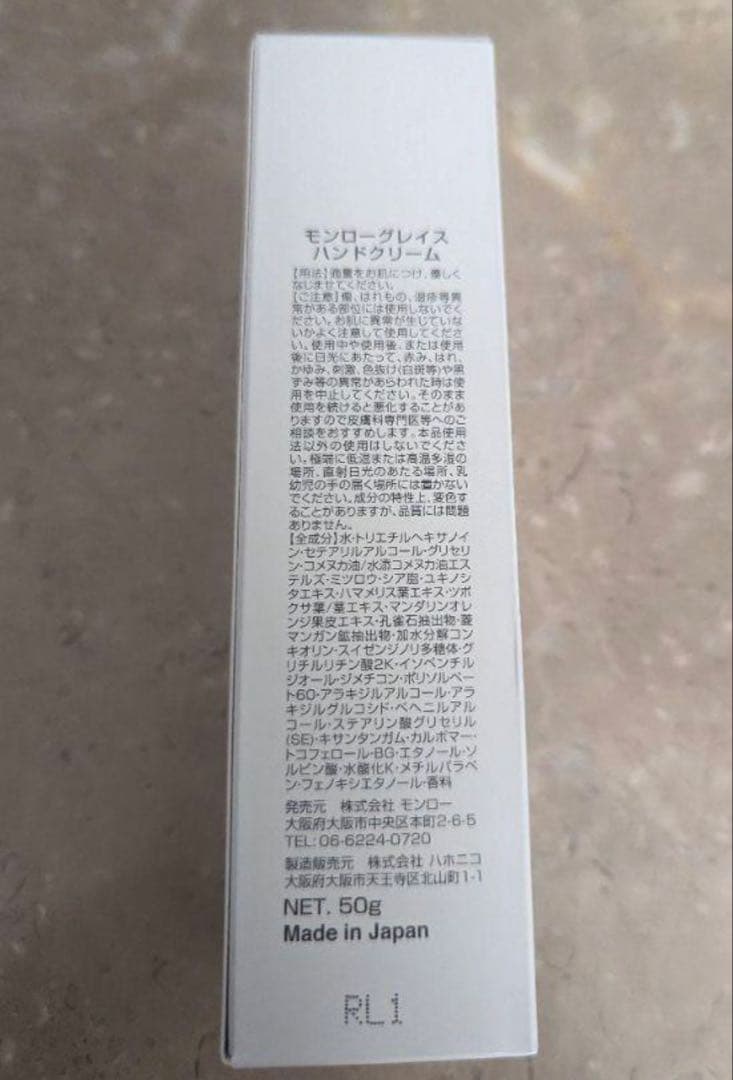 モンローグレイス
ハンドクリーム
【用法】適量をお肌につけ、優しく
なじませてください。
【ご注意】傷、はれもの、湿疹等異
常がある部位には使用しないでく
ださい。お肌に異常が生じていな
いかよく注意して使用してくださ
い。使用中や使用後、または使用
後に日光にあたって、赤み、はれ、
かゆみ、刺激、色抜け(白斑等)や黒
ずみ等の異常があらわれた時は使
用を中止してください。そのまま
使用を続けると悪化することがあ
りますので皮膚科専門医等へのご
相談をおすすめします。本品使用
法以外の使用はしないでくださ
い。極端に低温または高温多湿の
場所、直射日光のあたる場所、乳
幼児の手の届く場所には置かない
でください。成分の特性上、変色す
ることがありますが、品質には問題
ありません。
【全成分】水・トリエチルヘキサノイ
ン・セテアリルアルコール・グリセリ
ン・コメヌカ油/水添コメヌカ油エス
テルズ・ミツロウ・シア脂・ユキノシ
タエキス・ハマメリス葉エキス・ツボ
クサ葉/茎エキス・マンダリンオレ
ンジ果皮エキス・孔雀石抽出物・菱
マンガン鉱抽出物・加水分解コン
キオリン・スイゼンジノリ多糖体・グ
リチルリチン酸2K・イソペンチル
ジオール・ジメチコン・ポリソルベー
ト60・アラキジルアルコール・アラ
キジルグルコシド・ベヘニルアル
コール・ステアリン酸グリセリル
(SE)・キサンタンガム・カルボマー・
トコフェロール・BG・エタノール・ソ
ルビン酸・水酸化K・メチルパラベ
ン・フェノキシエタノール・香料
発売元 株式会社 モンロー
大阪府大阪市中央区本町2-6-5
TEL: 06-6224-0720
製造販売元 株式会社 ハホニコ
大阪府大阪市天王寺区北山町1-1
NET. 50g
Made in Japan
RL1